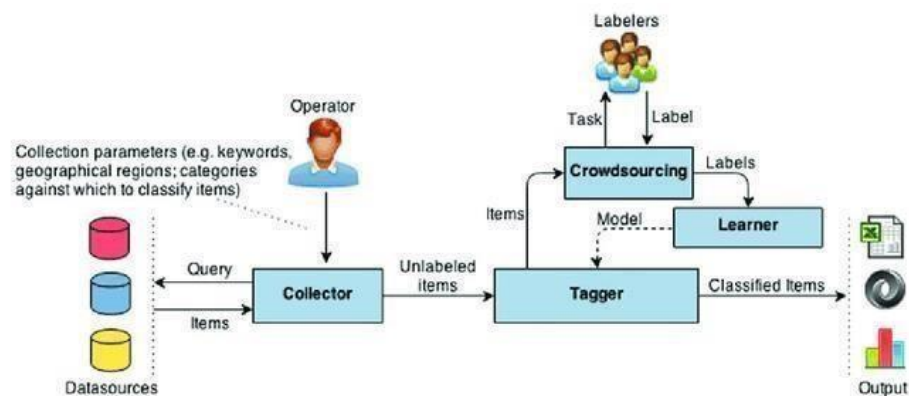 Labelers
Operator
Task
Label
Collection parameters (e.g. keywords,
geographical regions; categories
against which to classify items)
Crowdsourcing
Labels
Items
Model
Learner
Query
Collector
Unlabeled
items
Tagger
Classified Items
Items
Datasources
Output